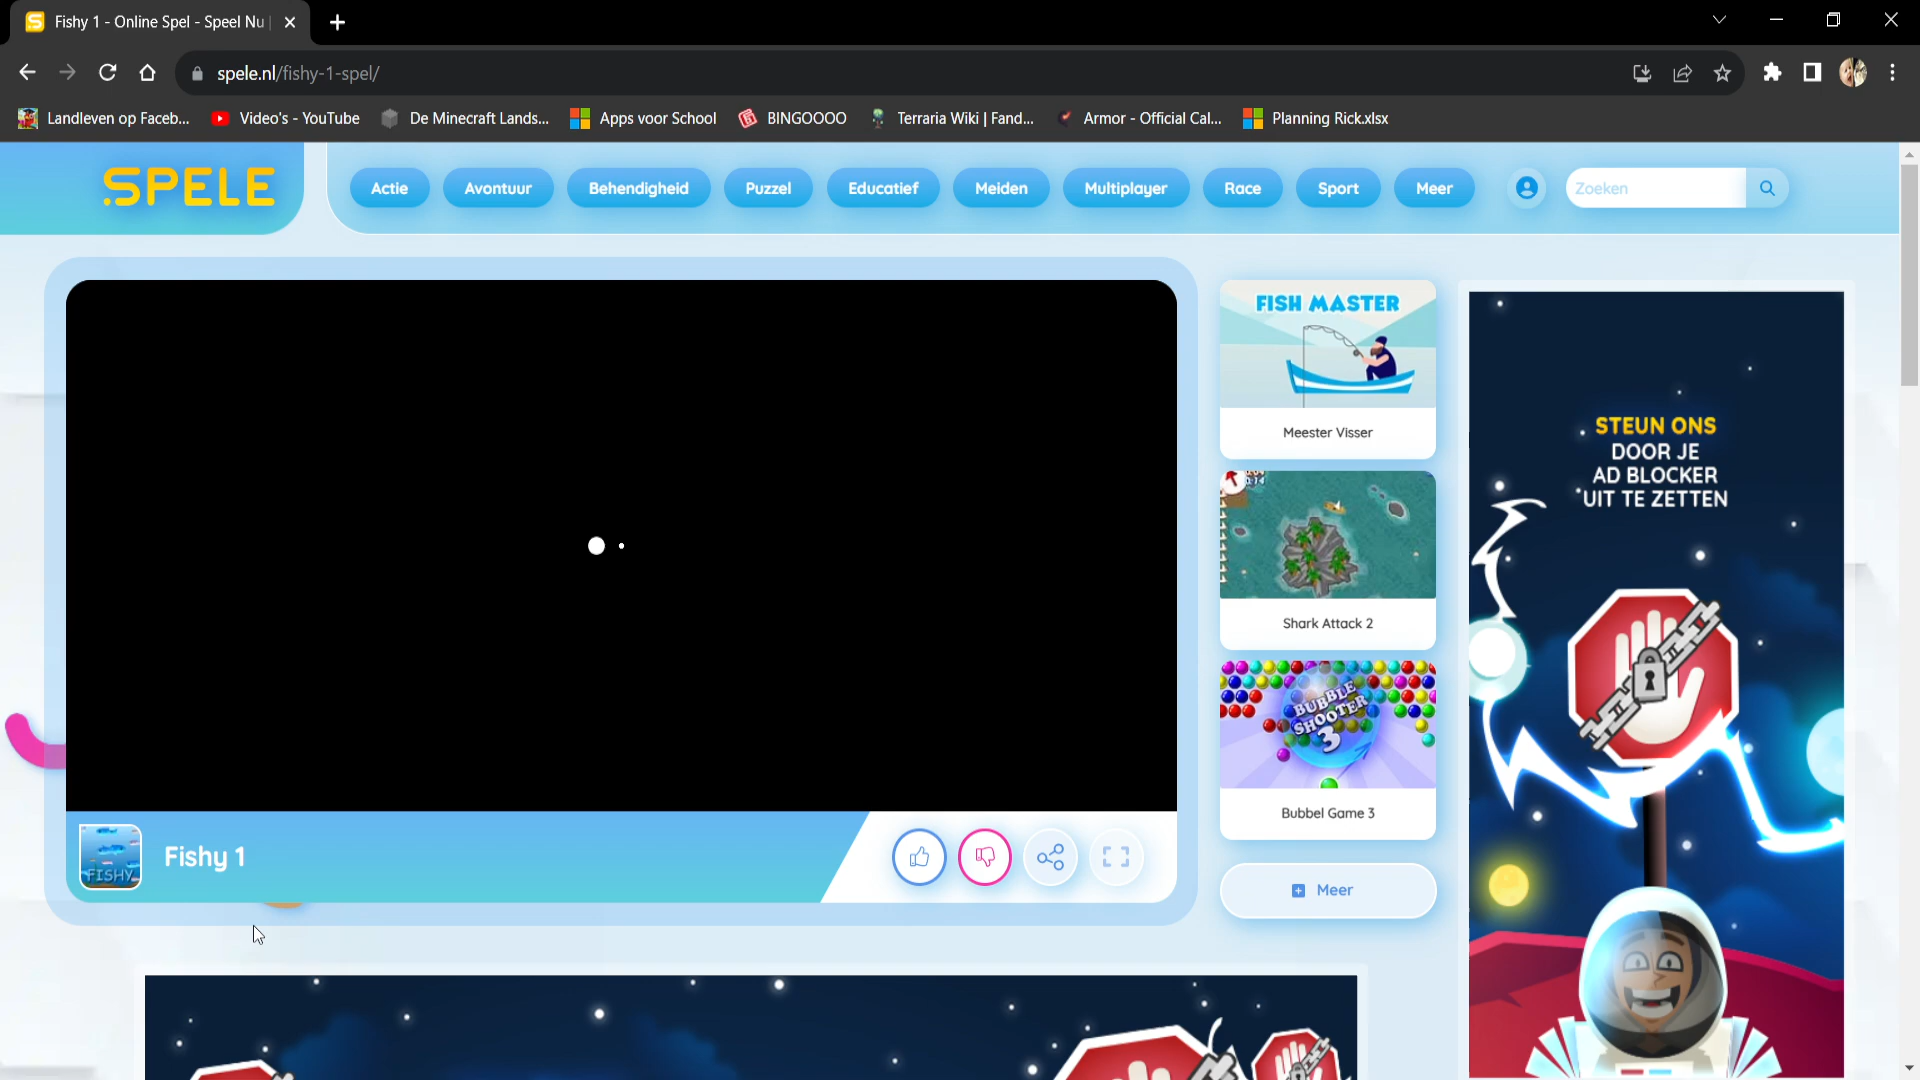 Fishy 1 - Online Spel - Speel Nu |
spele.nl/fishy-1-spel/
Landleven op Faceb...
Video's - YouTube
De Minecraft Lands...
Apps voor School
BINGOOOO
Terraria Wiki | Fand...
Armor - Official Cal...
Planning Rick.xlsx
.SPELE
Actie
Avontuur
Behendigheid
Puzzel
Educatief
Meiden
Multiplayer
Race
Sport
Meer
Zoeken
FISH MASTER
Meester Visser
Shark Attack 2
BUBBLE
SHOOTER
3
Bubbel Game 3
Meer
STEUN ONS
DOOR JE
AD BLOCKER
UIT TE ZETTEN
FISHY
Fishy 1